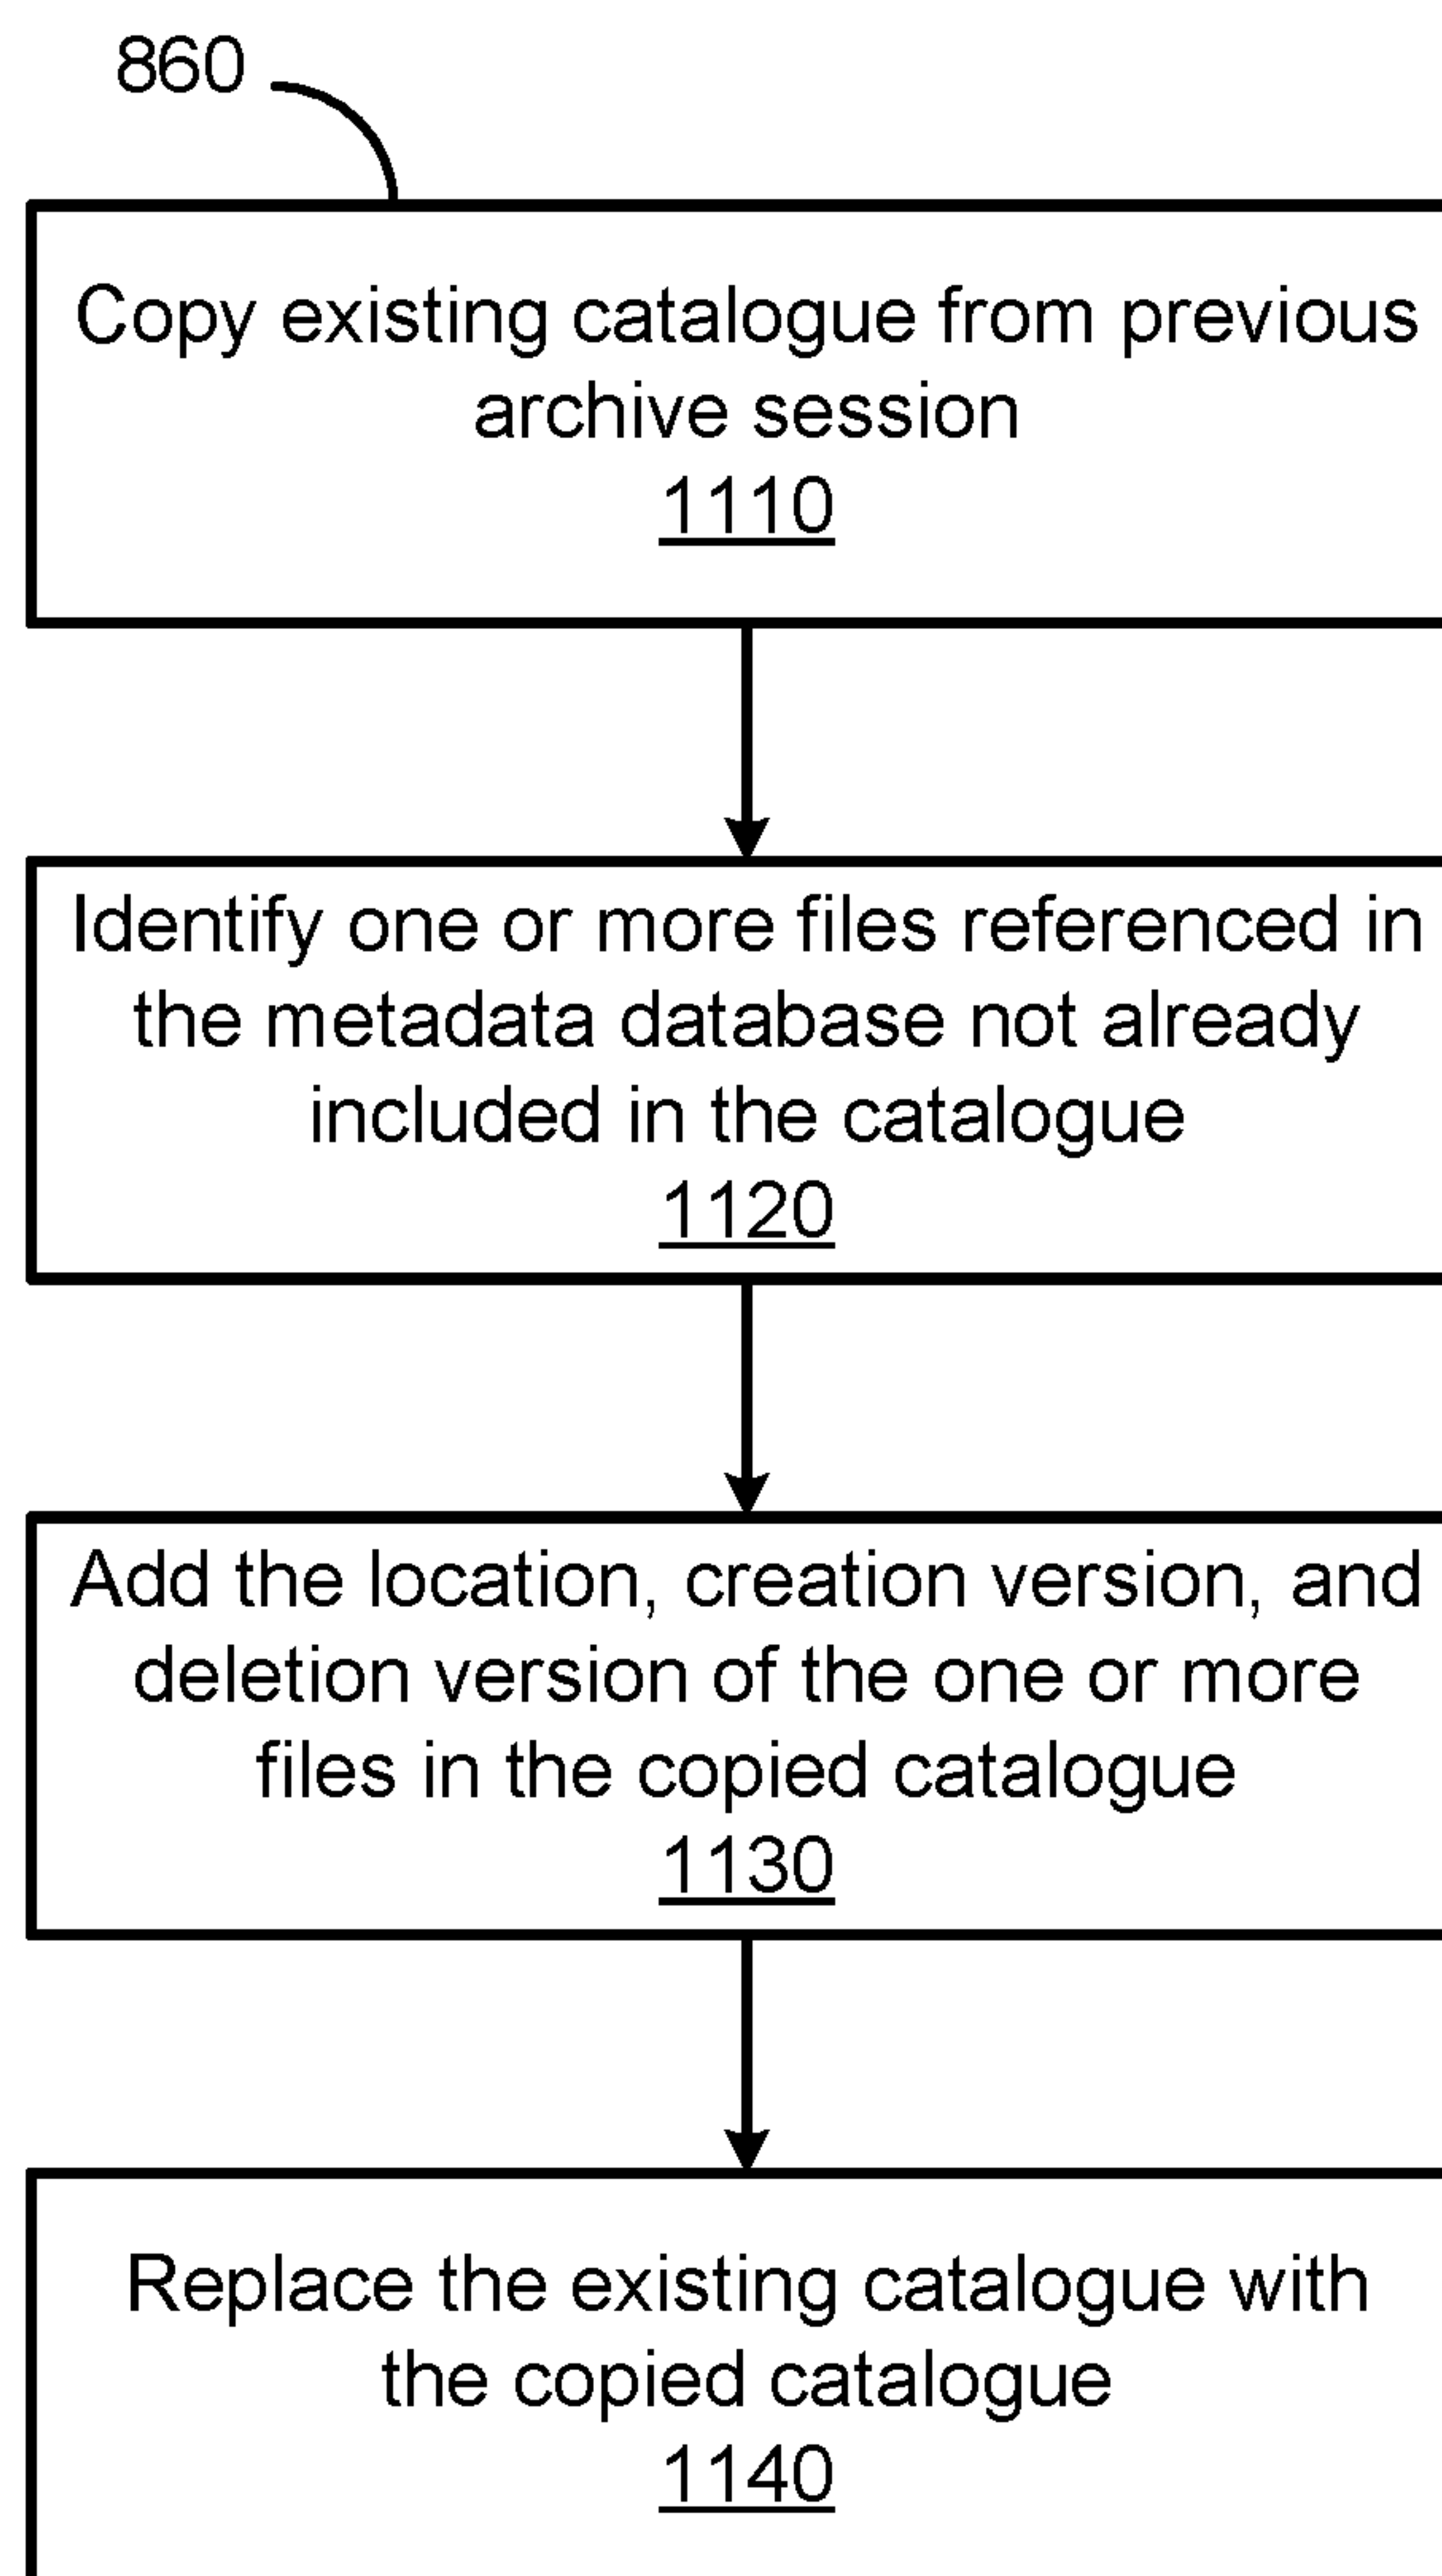 860
Copy existing catalogue from previous
archive session
1110
Identify one or more files referenced in
the metadata database not already
included in the catalogue
1120
Add the location, creation version, and
deletion version of the one or more
files in the copied catalogue
1130
Replace the existing catalogue with
the copied catalogue
1140